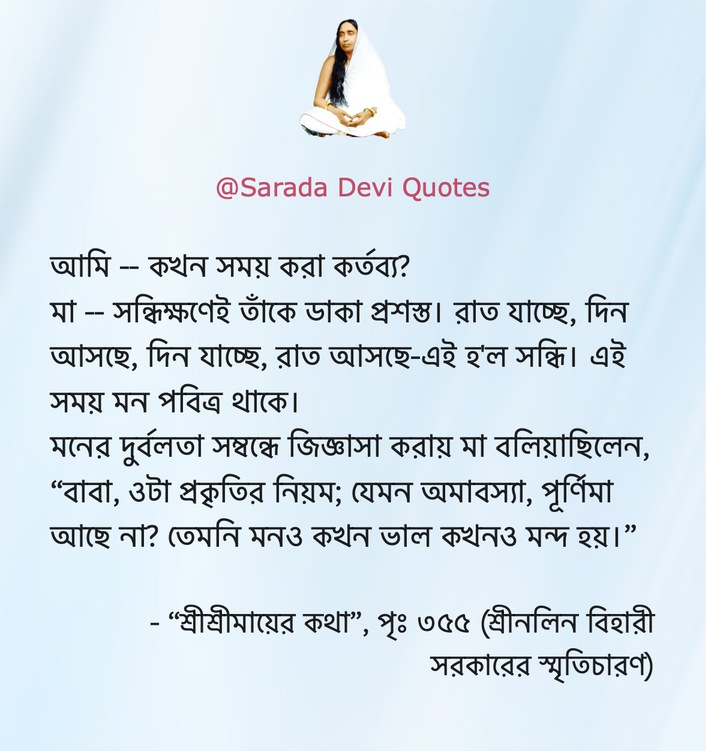 @Sarada Devi Quotes
আমি -- কখন সময় করা কর্তব্য?
মা -- সন্ধিক্ষণেই তাঁকে ডাকা প্রশস্ত। রাত যাচ্ছে, দিন
আসছে, দিন যাচ্ছে, রাত আসছে-এই হ'ল সন্ধি। এই
সময় মন পবিত্র থাকে।
মনের দুর্বলতা সম্বন্ধে জিজ্ঞাসা করায় মা বলিয়াছিলেন,
“বাবা, ওটা প্রকৃতির নিয়ম; যেমন অমাবস্যা, পূর্ণিমা
আছে না? তেমনি মনও কখন ভাল কখনও মন্দ হয়।”
- “শ্রীশ্রীমায়ের কথা”, পৃঃ ৩৫৫ (শ্রীনলিন বিহারী
সরকারের স্মৃতিচারণ)